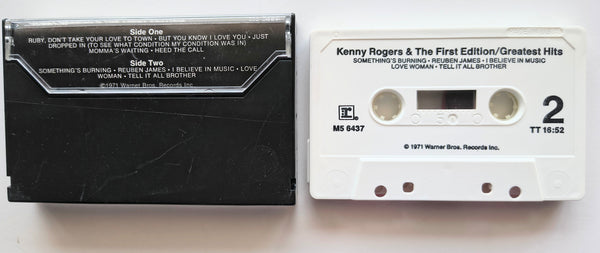 Side One
RUBY, DON'T TAKE YOUR LOVE TO TOWN • BUT YOU KNOW I LOVE YOU • JUST
DROPPED IN (TO SEE WHAT CONDITION MY CONDITION WAS IN)
MOMMA'S WAITING • HEED THE CALL
Side Two
SOMETHING'S BURNING • REUBEN JAMES • I BELIEVE IN MUSIC • LOVE
WOMAN • TELL IT ALL BROTHER
©1971 Warner Bros. Records Inc.
Kenny Rogers & The First Edition/Greatest Hits
SOMETHING'S BURNING • REUBEN JAMES • I BELIEVE IN MUSIC
LOVE WOMAN • TELL IT ALL BROTHER
r
M5 6437
2
TT 16:52
© 1971 Warner Bros. Records Inc.